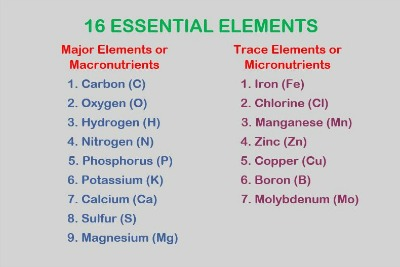 16 ESSENTIAL ELEMENTS
Major Elements or
Macronutrients
1. Carbon (C)
2. Oxygen (O)
3. Hydrogen (H)
4. Nitrogen (N)
5. Phosphorus (P)
6. Potassium (K)
7. Calcium (Ca)
8. Sulfur (S)
9. Magnesium (Mg)
Trace Elements or
Micronutrients
1. Iron (Fe)
2. Chlorine (Cl)
3. Manganese (Mn)
4. Zinc (Zn)
5. Copper (Cu)
6. Boron (B)
7. Molybdenum (Mo)